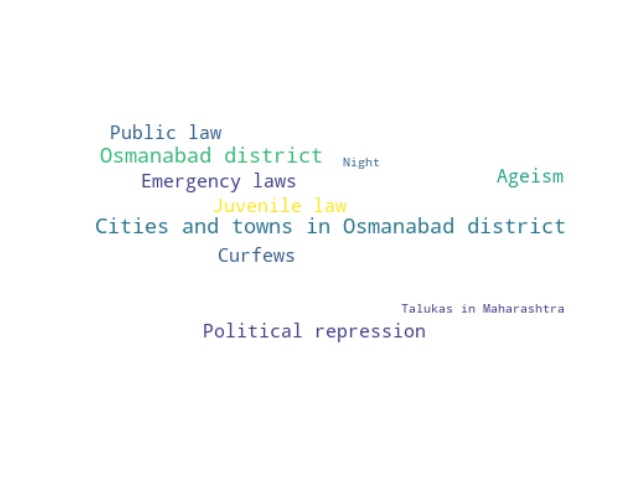 Public law
Osmanabad district
Night
Ageism
Emergency laws
Juvenile law
Cities and towns in Osmanabad district
Curfews
Talukas in Maharashtra
Political repression